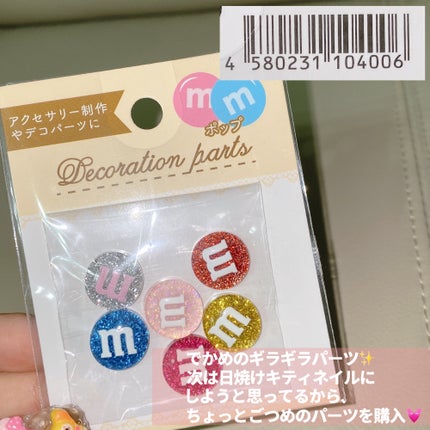 4 580231 104006
アクセサリー制作
やデコパーツに
m m
ポップ
Decoration parts
m m
m
m m
m
でかめのギラギラパーツ✨
次は日焼けキティネイルに
しようと思ってるから、
ちょっとごつめのパーツを購入💓